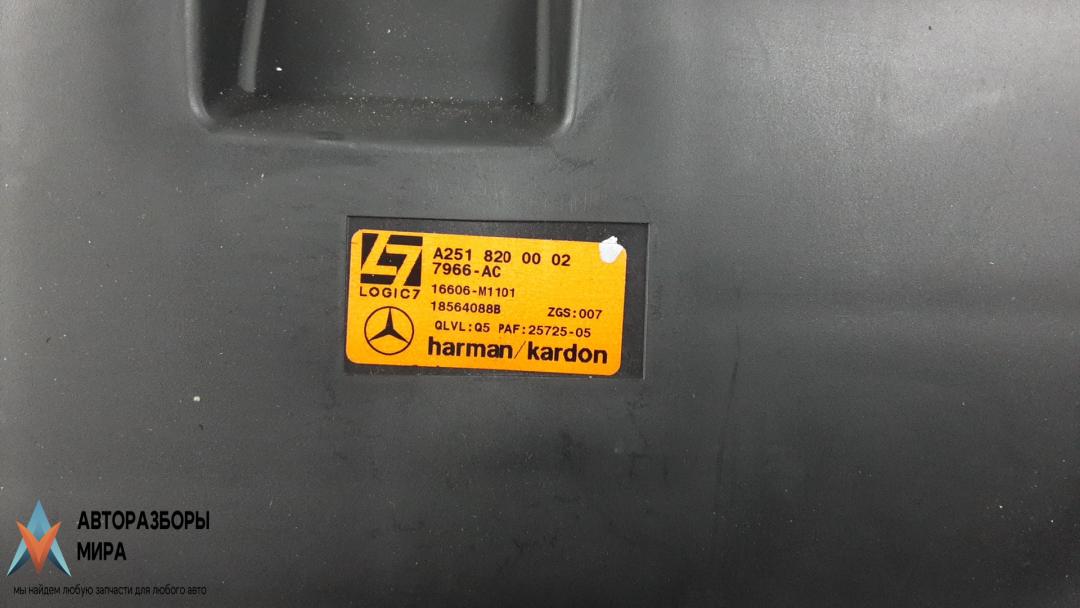 A251 820 00 02
7966-AC
LOGIC7
16606-M1101
18564088B
ZGS:007
QLVL:Q5 PAF:25725-05
harman/kardon
АВТОРАЗБОРЫ
МИРА
мы найдем любую запчасти для любого авто